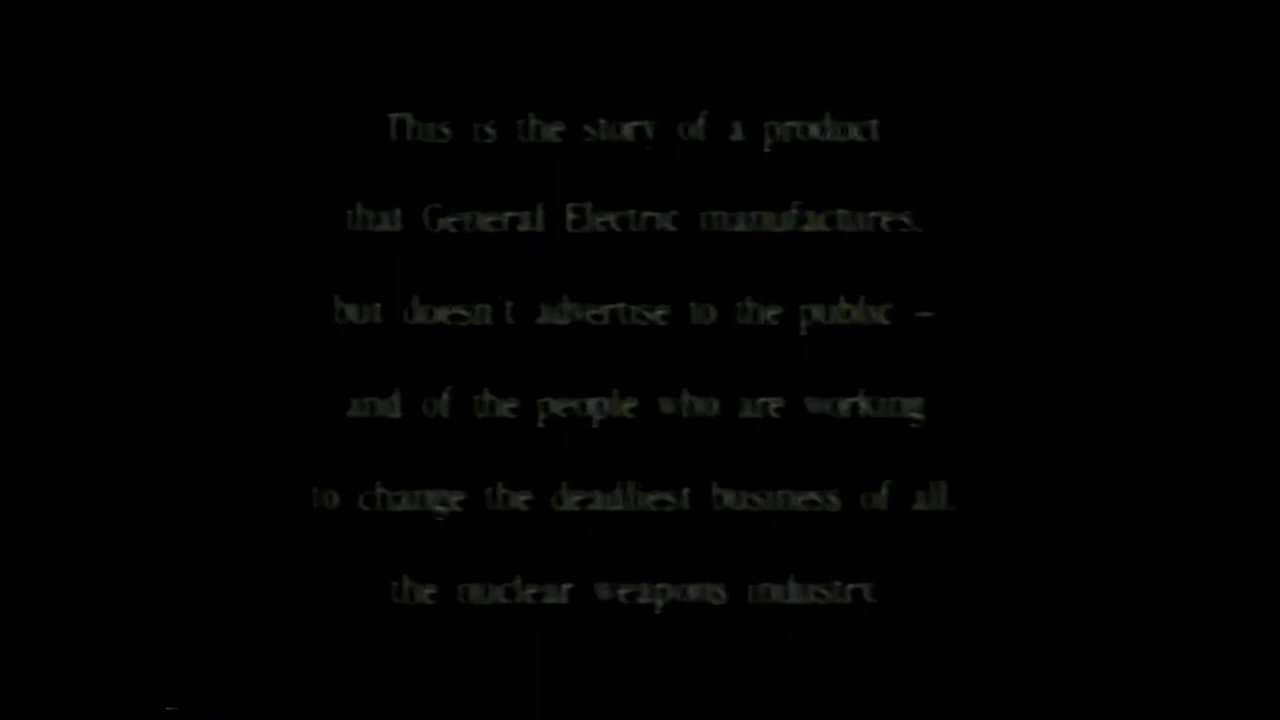 This is the story of a product
that General Electric manufactures,
but doesn't advertise to the public –
and of the people who are working
to change the deadliest business of all,
the nuclear weapons industry.